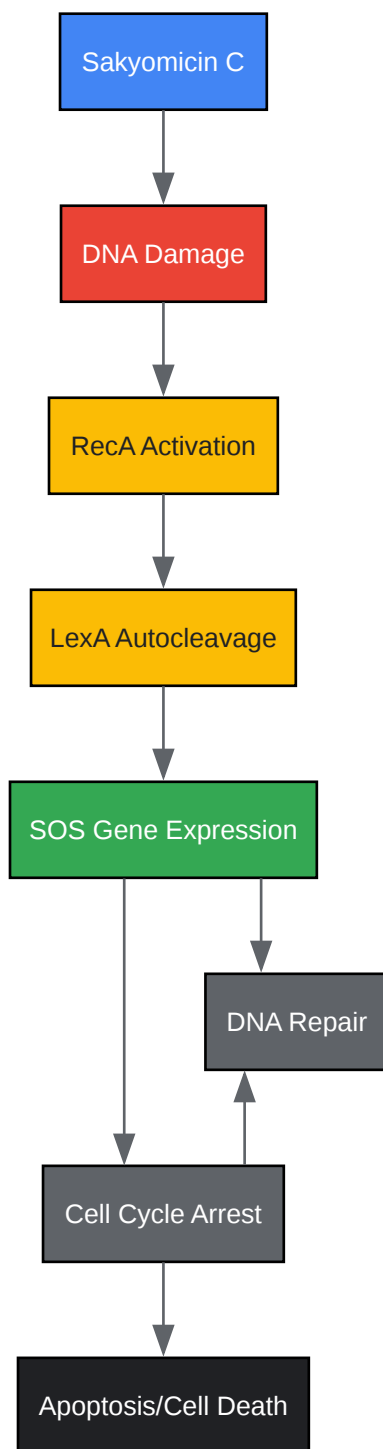 Sakyomicin C
DNA Damage
RecA Activation
LexA Autocleavage
SOS Gene Expression
DNA Repair
Cell Cycle Arrest
Apoptosis/Cell Death